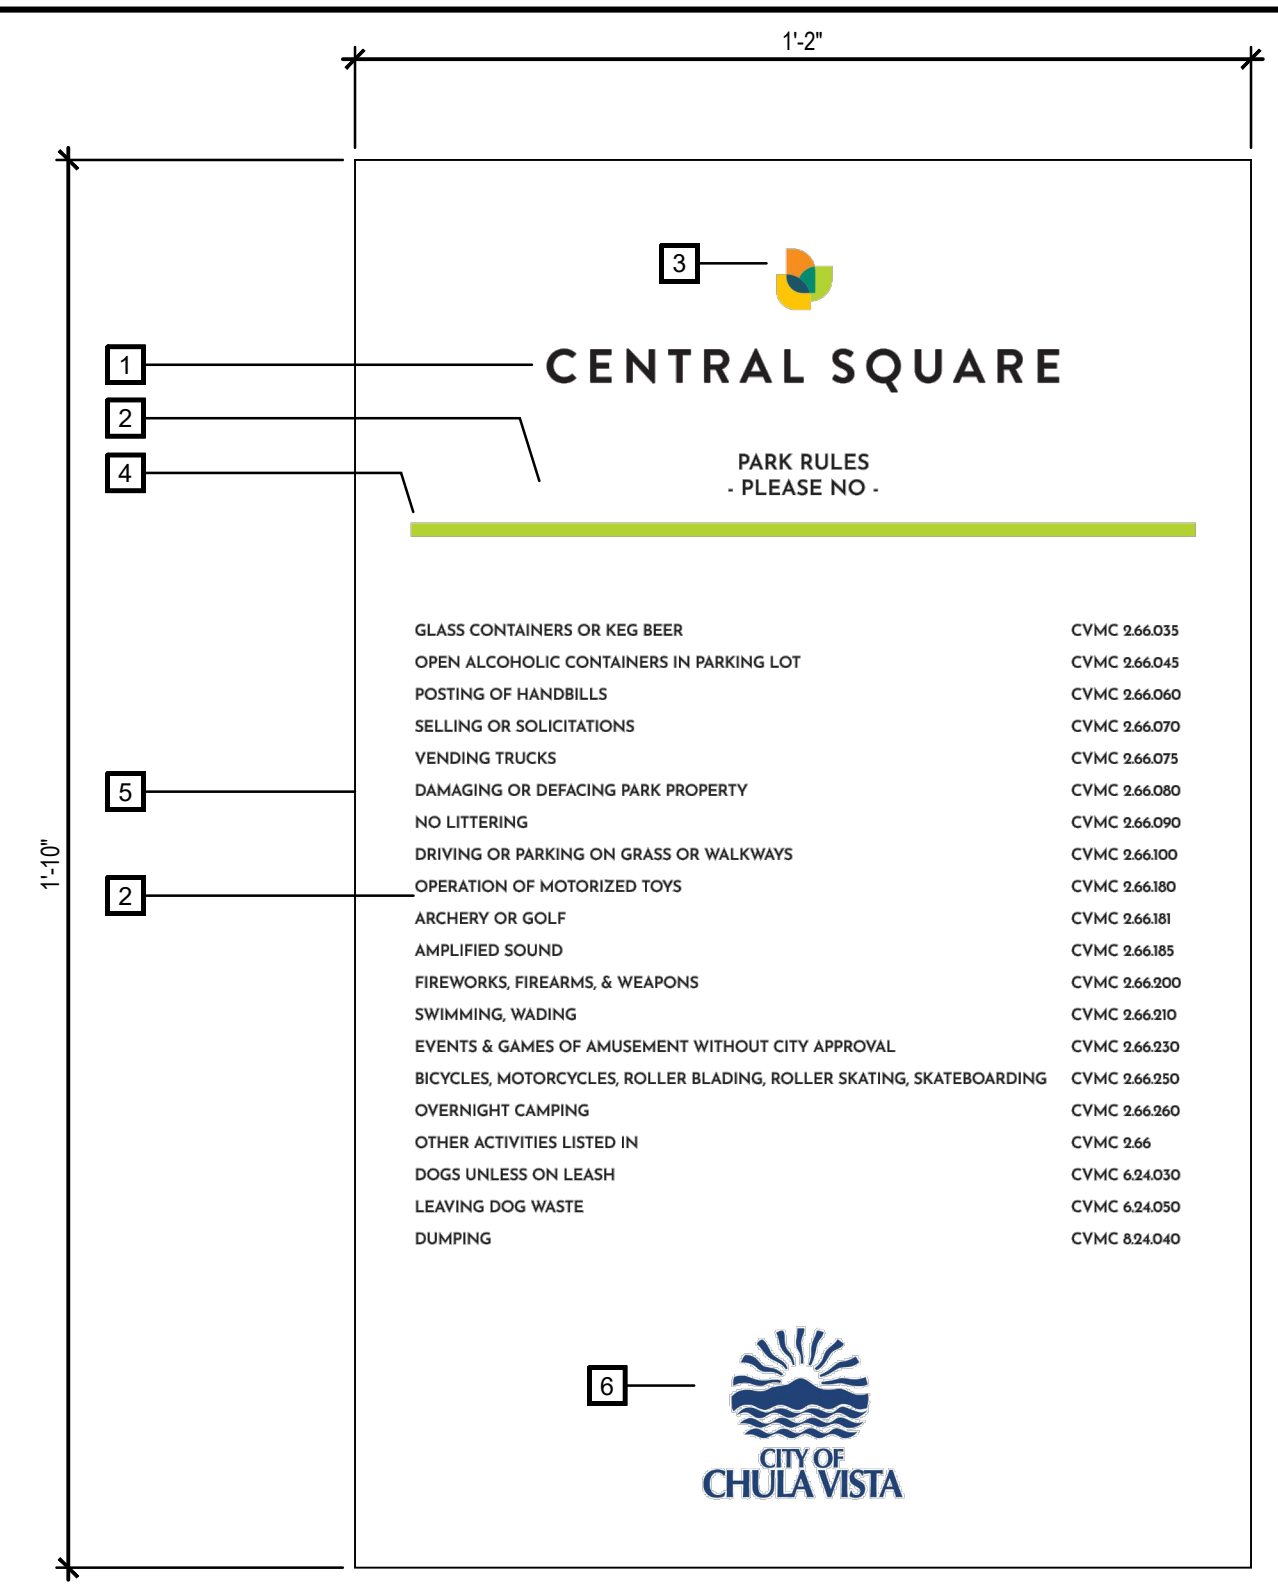 1'-2"
3
1
CENTRAL SQUARE
2
4
PARK RULES
- PLEASE NO -
GLASS CONTAINERS OR KEG BEER CVMC 2.66.035
OPEN ALCOHOLIC CONTAINERS IN PARKING LOT CVMC 2.66.045
POSTING OF HANDBILLS CVMC 2.66.060
SELLING OR SOLICITATIONS CVMC 2.66.070
VENDING TRUCKS CVMC 2.66.075
5
DAMAGING OR DEFACING PARK PROPERTY CVMC 2.66.080
NO LITTERING CVMC 2.66.090
1'-10"
DRIVING OR PARKING ON GRASS OR WALKWAYS CVMC 2.66.100
2
OPERATION OF MOTORIZED TOYS CVMC 2.66.180
ARCHERY OR GOLF CVMC 2.66.181
AMPLIFIED SOUND CVMC 2.66.185
FIREWORKS, FIREARMS, & WEAPONS CVMC 2.66.200
SWIMMING, WADING CVMC 2.66.210
EVENTS & GAMES OF AMUSEMENT WITHOUT CITY APPROVAL CVMC 2.66.230
BICYCLES, MOTORCYCLES, ROLLER BLADING, ROLLER SKATING, SKATEBOARDING CVMC 2.66.250
OVERNIGHT CAMPING CVMC 2.66.260
OTHER ACTIVITIES LISTED IN CVMC 2.66
DOGS UNLESS ON LEASH CVMC 6.24.030
LEAVING DOG WASTE CVMC 6.24.050
DUMPING CVMC 8.24.040
6
CITY OF
CHULA VISTA